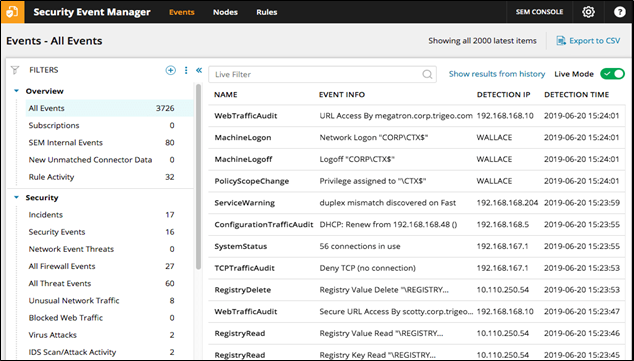 Security Event Manager Events Nodes Rules SEM CONSOLE ?
Events - All Events Showing all 2000 latest items Export to CSV
FILTERS
Overview
All Events 3726
Subscriptions 0
SEM Internal Events 80
New Unmatched Connector Data 0
Rule Activity 32
Security
Incidents 17
Security Events 16
Network Event Threats 0
All Firewall Events 27
All Threat Events 60
Unusual Network Traffic 8
Blocked Web Traffic 0
Virus Attacks 2
IDS Scan/Attack Activity 2
Live Filter Show results from history Live Mode
NAME EVENT INFO DETECTION IP DETECTION TIME
WebTrafficAudit URL Access By megatron.corp.trigeo.com 192.168.168.10 2019-06-20 15:24:01
MachineLogon Network Logon "CORP\CTX$" WALLACE 2019-06-20 15:24:01
MachineLogoff Logoff "CORP\CTX$" WALLACE 2019-06-20 15:24:01
PolicyScopeChange Privilege assigned to "\CTX$" WALLACE 2019-06-20 15:24:01
ServiceWarning duplex mismatch discovered on Fast 192.168.168.204 2019-06-20 15:23:59
ConfigurationTrafficAudit DHCP: Renew from 192.168.168.48 () 192.168.168.5 2019-06-20 15:23:55
SystemStatus 56 connections in use 192.168.167.1 2019-06-20 15:23:55
TCPTrafficAudit Deny TCP (no connection) 192.168.167.1 2019-06-20 15:23:53
RegistryDelete Registry Value Delete "\REGISTRY... 10.110.250.54 2019-06-20 15:23:53
WebTrafficAudit Secure URL Access By scotty.corp.trigeo... 192.168.168.10 2019-06-20 15:23:47
RegistryRead Registry Value Read "\REGISTRY... 10.110.250.54 2019-06-20 15:23:46
RegistryRead Registry Key Read "\REGISTRY... 10.110.250.54 2019-06-20 15:23:45